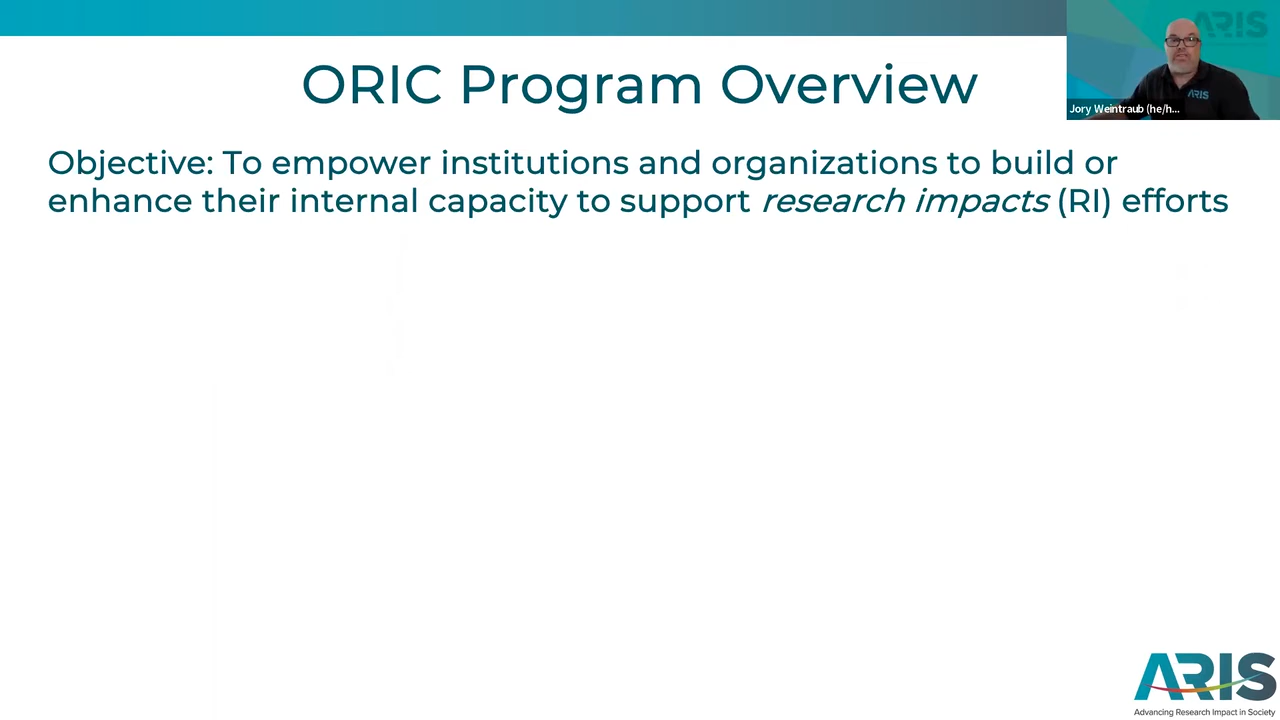 ORIC Program Overview
ARIS
ARIS
Jory Weintraub (he/h...
Objective: To empower institutions and organizations to build or
enhance their internal capacity to support research impacts (RI) efforts
ARIS
Advancing Research Impact in Society